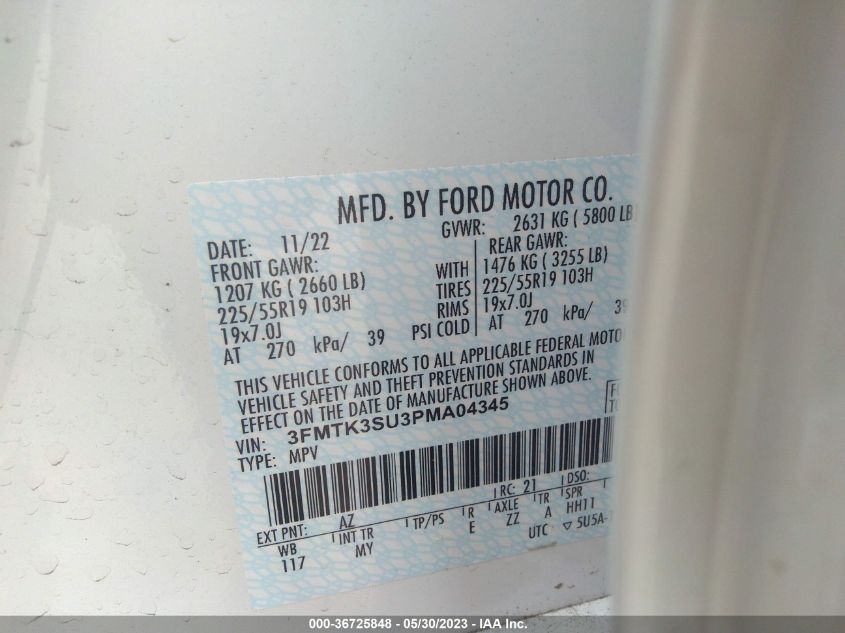 MFD. BY FORD MOTOR CO.
DATE: 11/22
GVWR: 2631 KG ( 5800 LB
FRONT GAWR:
1207 KG ( 2660 LB)
225/55R19 103H
19x7.0J
AT 270 kPa/ 39
WITH
TIRES
RIMS
PSI COLD
REAR GAWR:
1476 KG ( 3255 LB)
225/55R19 103H
19x7.0J
AT 270 kPa/ 39
THIS VEHICLE CONFORMS TO ALL APPLICABLE FEDERAL MOTO
VEHICLE SAFETY AND THEFT PREVENTION STANDARDS IN
EFFECT ON THE DATE OF MANUFACTURE SHOWN ABOVE.
VIN: 3FMTK3SU3PMA04345
TYPE: MPV
EXT PNT: AZ
RC: 21
DSO:
WB
INT TR
TP/PS
R
AXLE
TR
SPR
117
MY
E
ZZ
A
HH11
UTC
▽ 5U5A-
000-36725848 - 05/30/2023 - IAA Inc.